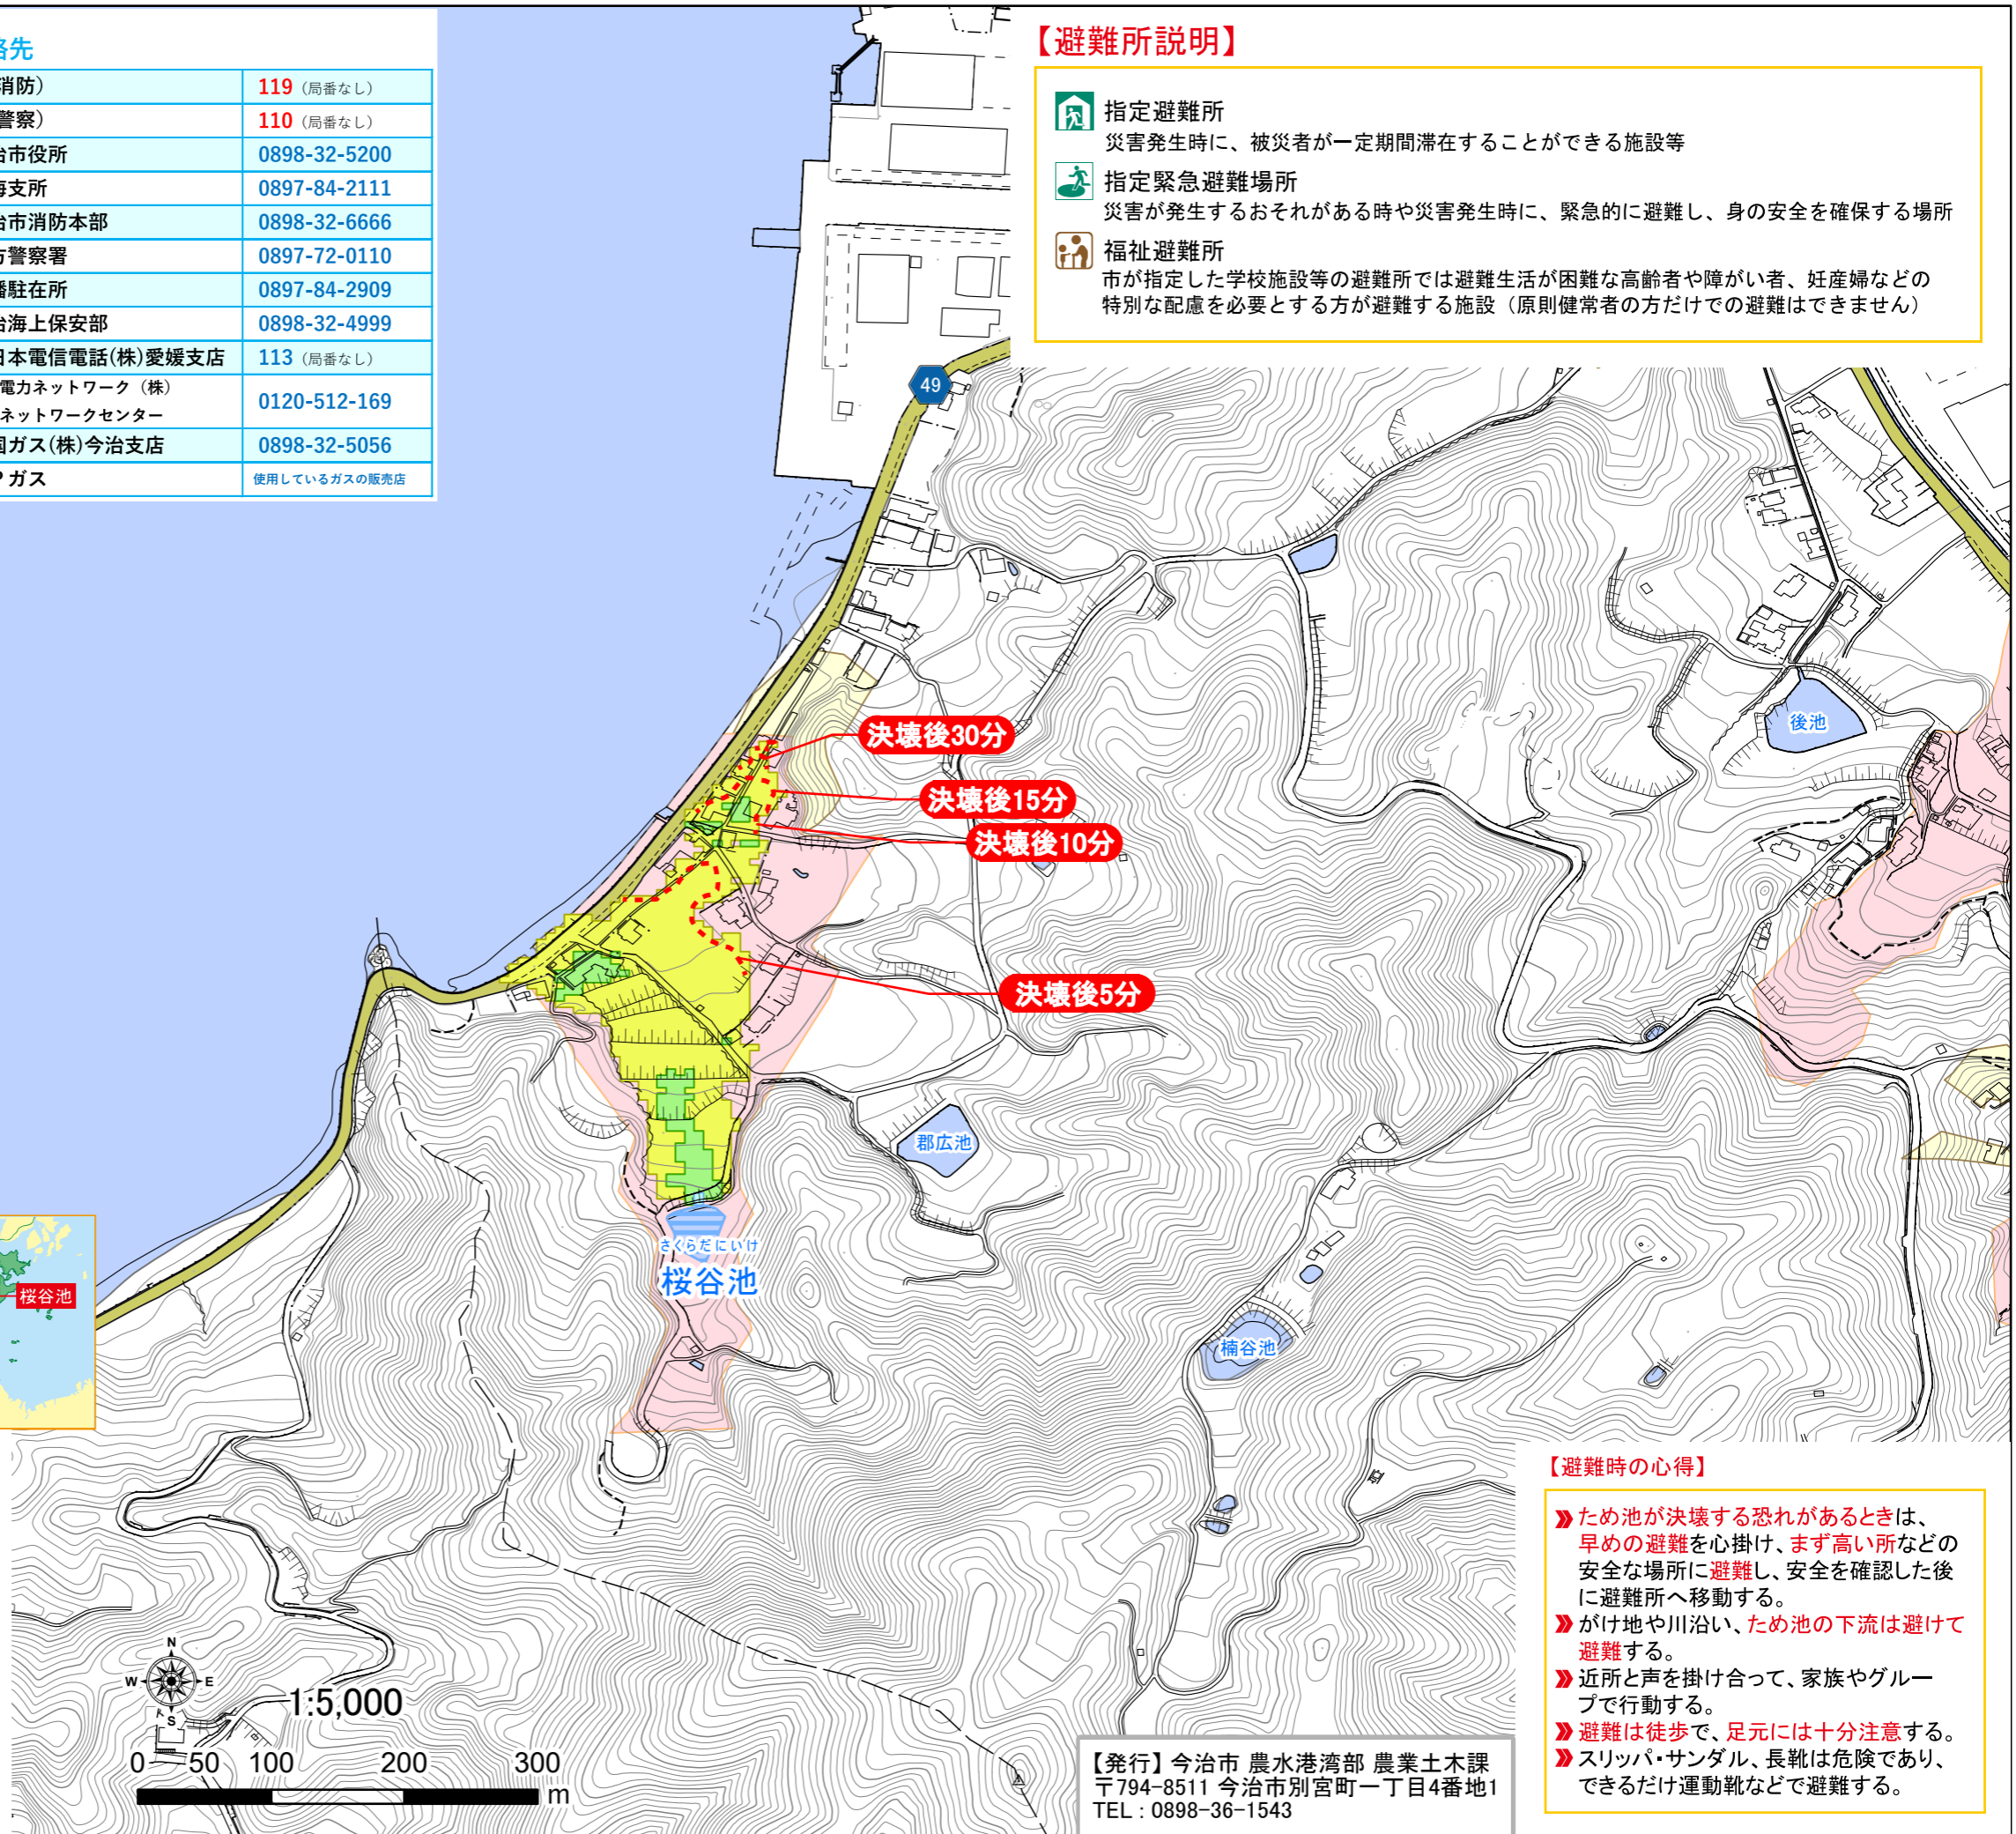 絡先
消防）
119（局番なし）
警察）
110（局番なし）
治市役所
0898-32-5200
海支所
0897-84-2111
治市消防本部
0898-32-6666
方警察署
0897-72-0110
幡駐在所
0897-84-2909
治海上保安部
0898-32-4999
日本電信電話(株)愛媛支店
113（局番なし）
電力ネットワーク（株）
ネットワークセンター
0120-512-169
国ガス(株)今治支店
0898-32-5056
Pガス
使用しているガスの販売店
【避難所説明】
指定避難所
災害発生時に、被災者が一定期間滞在することができる施設等
指定緊急避難場所
災害が発生するおそれがある時や災害発生時に、緊急的に避難し、身の安全を確保する場所
福祉避難所
市が指定した学校施設等の避難所では避難生活が困難な高齢者や障がい者、妊産婦などの
特別な配慮を必要とする方が避難する施設（原則健常者の方だけでの避難はできません）
49
後池
決壊後30分
決壊後15分
決壊後10分
決壊後5分
郡広池
さくらだにいけ
桜谷池
桜谷池
楠谷池
【避難時の心得】
ため池が決壊する恐れがあるときは、
早めの避難を心掛け、まず高い所などの
安全な場所に避難し、安全を確認した後
に避難所へ移動する。
がけ地や川沿い、ため池の下流は避けて
避難する。
近所と声を掛け合って、家族やグルー
プで行動する。
避難は徒歩で、足元には十分注意する。
スリッパ・サンダル、長靴は危険であり、
できるだけ運動靴などで避難する。
N
W E
S
1:5,000
0 50 100 200 300
m
【発行】今治市 農水港湾部 農業土木課
〒794-8511 今治市別宮町一丁目4番地1
TEL : 0898-36-1543